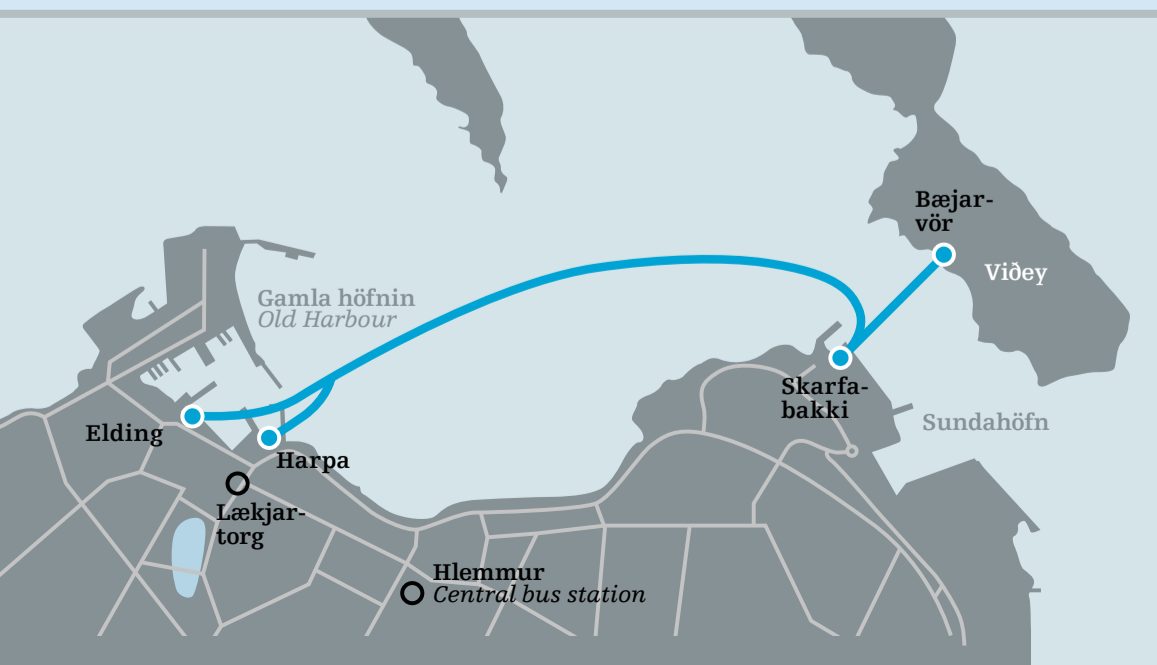 Bæjar-
vör
Viðey
Gamla höfnin
Old Harbour
Skarfa-
bakki
Sundahöfn
Elding
Harpa
Lækjar-
torg
Hlemmur
Central bus station